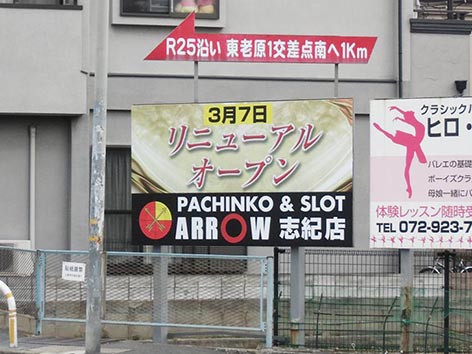 R25沿い 東老原1交差点南へ1Km
3月7日
リニューアル
オープン
PACHINKO & SLOT
ARROW 志紀店
クラシック
ヒロ・
バレエの基礎
ボーイズクラ
母娘一緒にバ
体験レッスン随時受
TEL 072-923-7